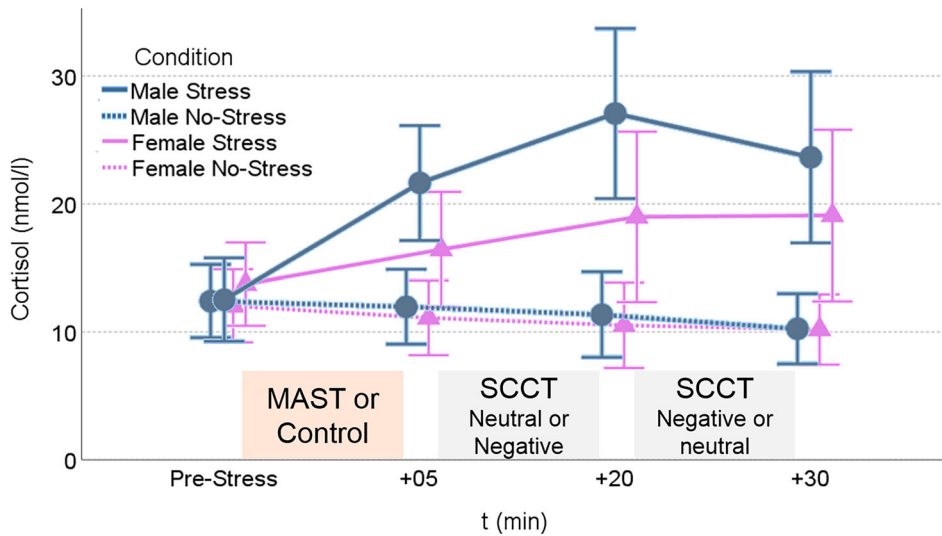 Condition
Male Stress
Male No-Stress
Female Stress
Female No-Stress
Cortisol (nmol/l)
30
20
10
0
MAST or
Control
SCCT
Neutral or
Negative
SCCT
Negative or
neutral
Pre-Stress
+05
+20
+30
t (min)